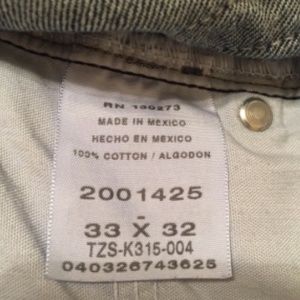 RN 130273
MADE IN MEXICO
HECHO EN MEXICO
100% COTTON / ALGODON
2001425
-
33 X 32
TZS-K315-004
040326743625